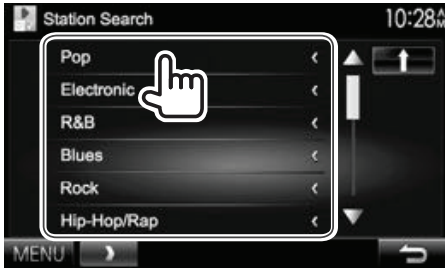 Station Search 10:28
Pop
Electronic
R&B
Blues
Rock
Hip-Hop/Rap
MENU